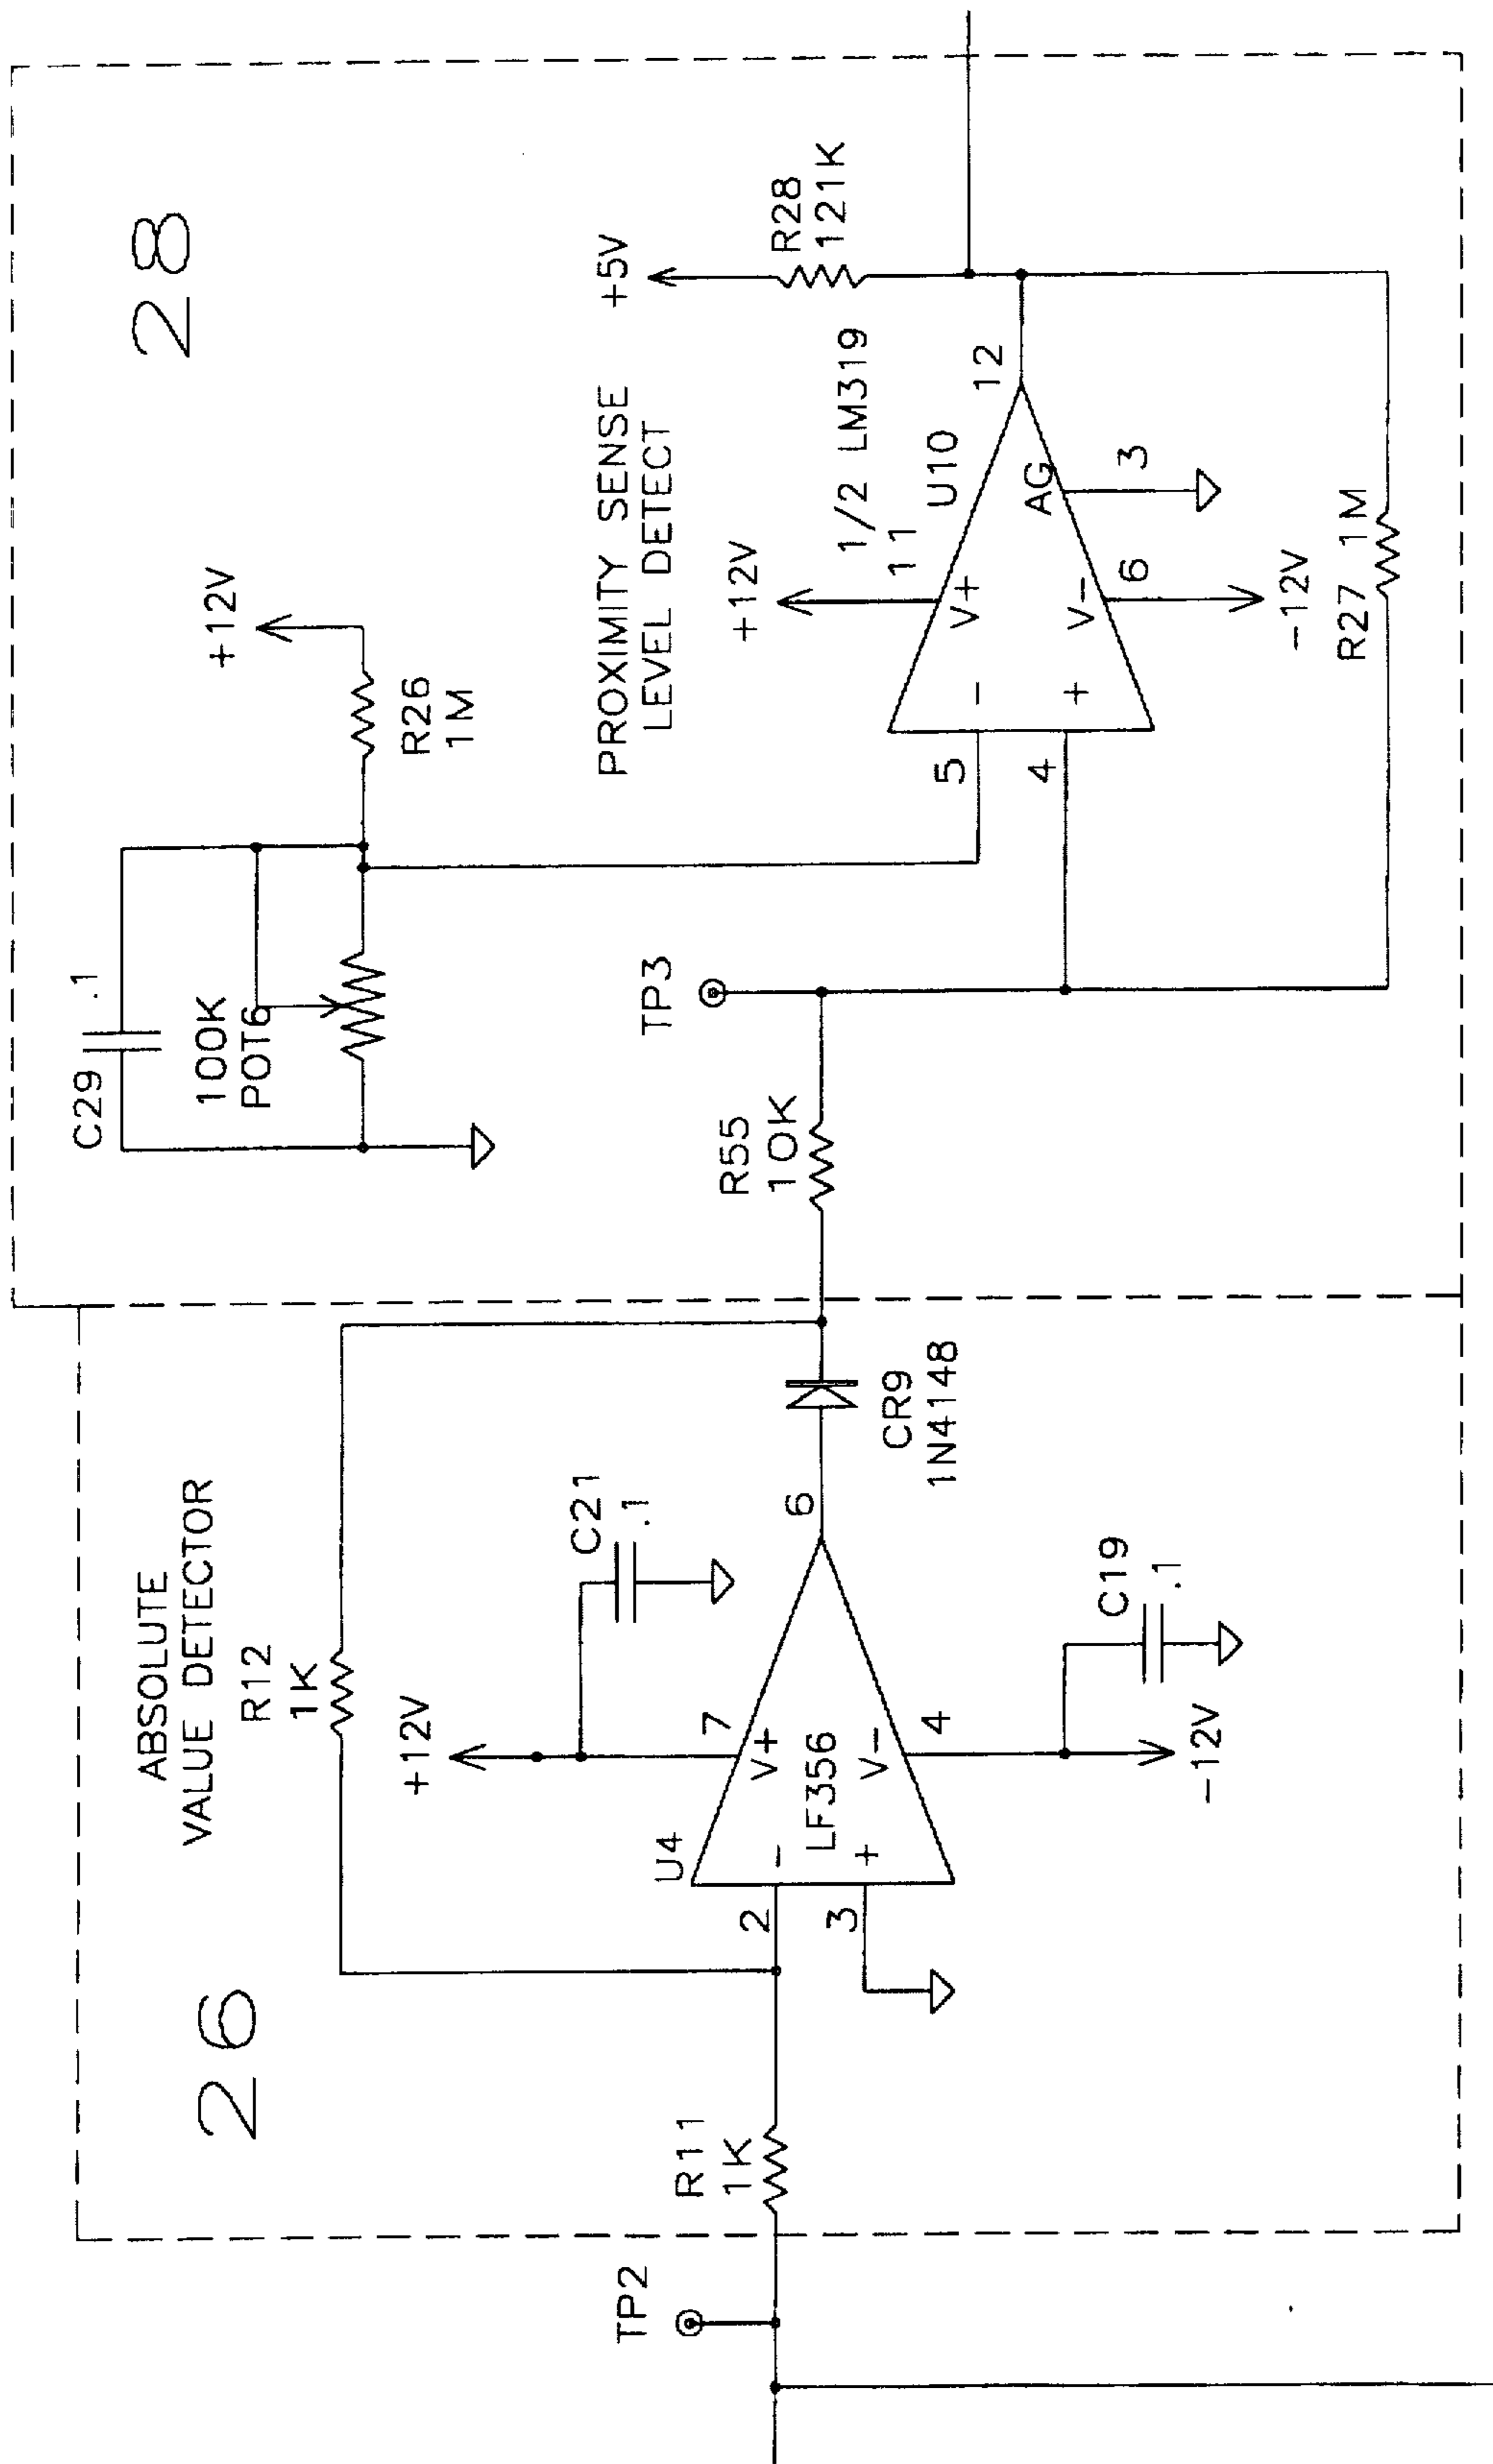 28
26
ABSOLUTE
VALUE DETECTOR
R12
1K
+12V
C21
.1
U4
7
V+
2
-
LF356
6
3
+
V-
4
C19
.1
-12V
CR9
1N4148
TP2
R11
1K
C29 .1
100K
POT6
+12V
R26
1M
TP3
R55
10K
PROXIMITY SENSE
LEVEL DETECT
+12V
1/2 LM319
11
U10
V+
5
-
12
4
+
AG
V-
6
3
-12V
R27 1M
+5V
R28
121K